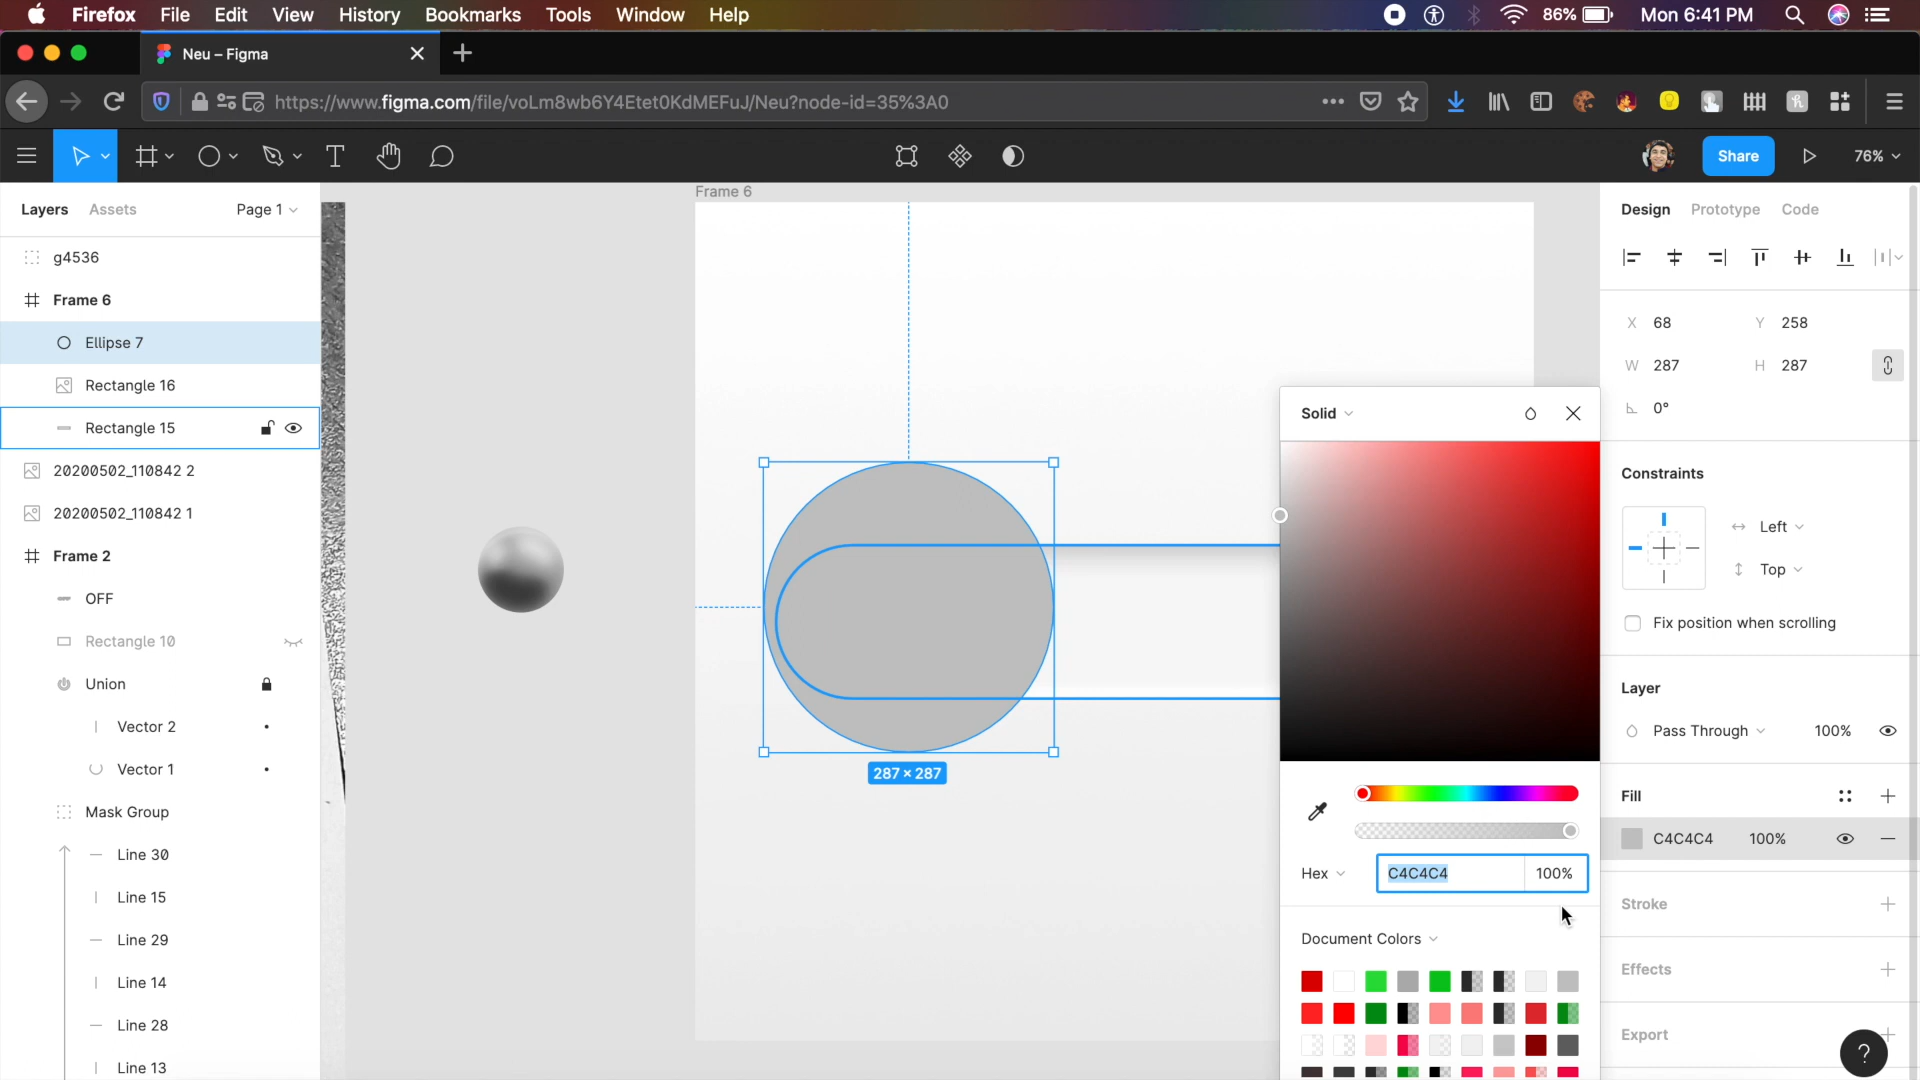 Firefox File Edit View History Bookmarks Tools Window Help 86% Mon 6:41 PM
Neu – Figma
https://www.figma.com/file/voLm8wb6Y4Etet0KdMEFuJ/Neu?node-id=35%3A0
Share 76%
Layers Assets Page 1
g4536
Frame 6
Ellipse 7
Rectangle 16
Rectangle 15
20200502_110842 2
20200502_110842 1
Frame 2
OFF
Rectangle 10
Union
Vector 2
Vector 1
Mask Group
Line 30
Line 15
Line 29
Line 14
Line 28
Line 13
Frame 6
287 × 287
Solid
Hex C4C4C4 100%
Document Colors
Design Prototype Code
X 68 Y 258
W 287 H 287
0°
Constraints
Left
Top
Fix position when scrolling
Layer
Pass Through 100%
Fill
C4C4C4 100%
Stroke
Effects
Export
?